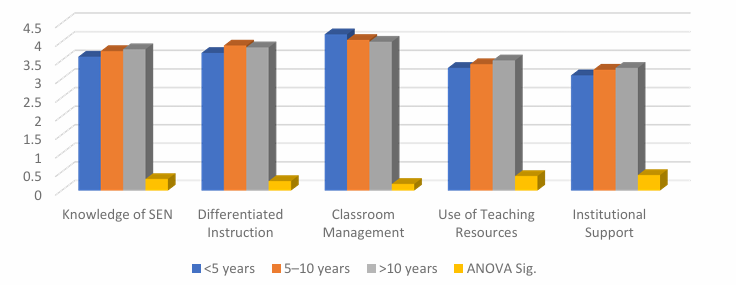 4.5
4
3.5
3
2.5
2
1.5
1
0.5
0
Knowledge of SEN
Differentiated
Instruction
Classroom
Management
Use of Teaching
Resources
Institutional
Support
<5 years
5–10 years
>10 years
ANOVA Sig.